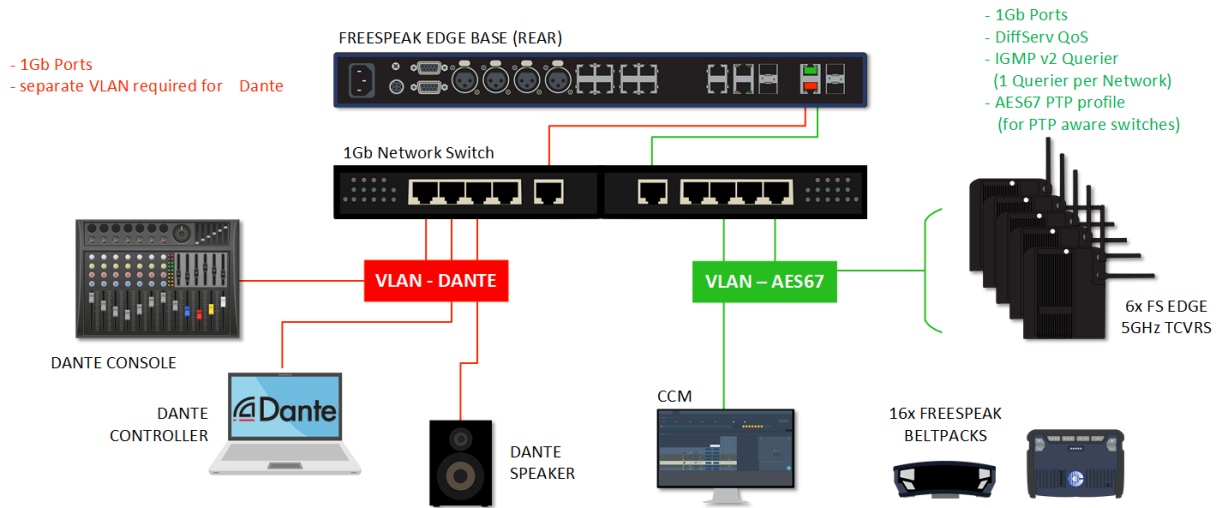 FREESPEAK EDGE BASE (REAR)
- 1Gb Ports
- separate VLAN required for Dante
- 1Gb Ports
- DiffServ QoS
- IGMP v2 Querier
(1 Querier per Network)
- AES67 PTP profile
(for PTP aware switches)
1Gb Network Switch
VLAN - DANTE
VLAN – AES67
6x FS EDGE
5GHz TCVRS
DANTE CONSOLE
DANTE
CONTROLLER
Dante
DANTE
SPEAKER
CCM
16x FREESPEAK
BELTPACKS